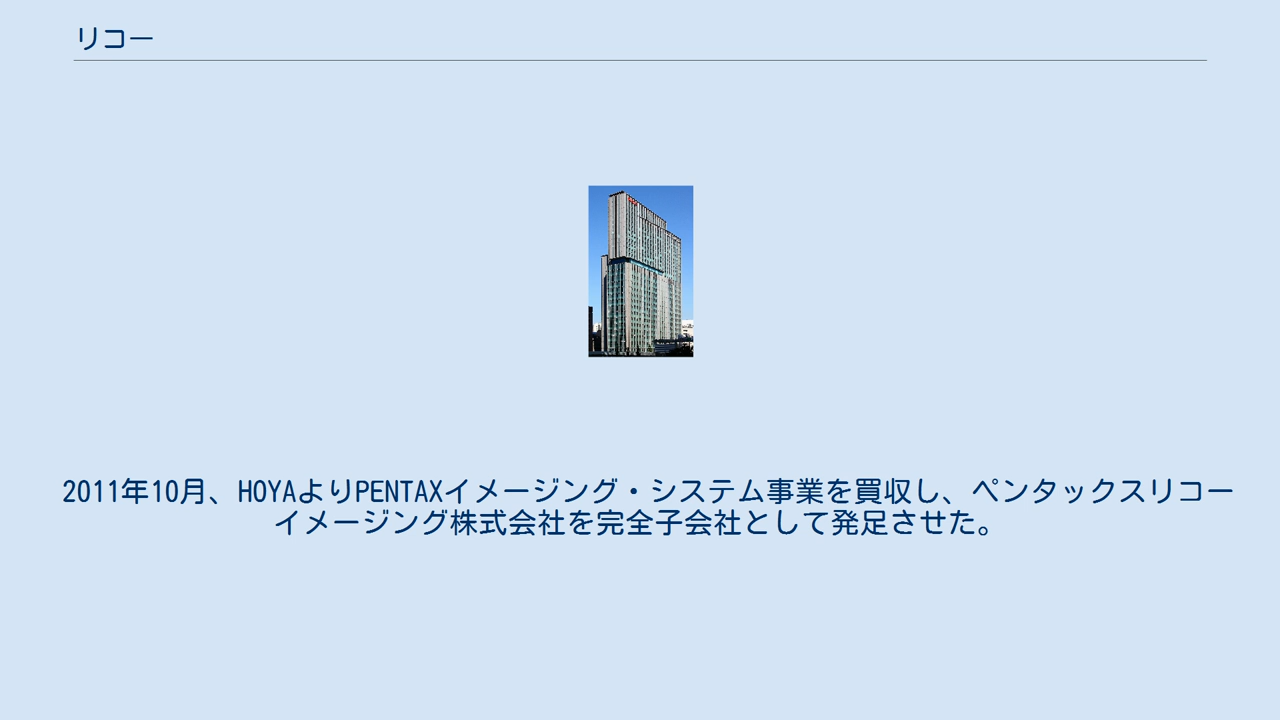 リコー
2011年10月、HOYAよりPENTAXイメージング・システム事業を買収し、ペンタックスリコー
イメージング株式会社を完全子会社として発足させた。